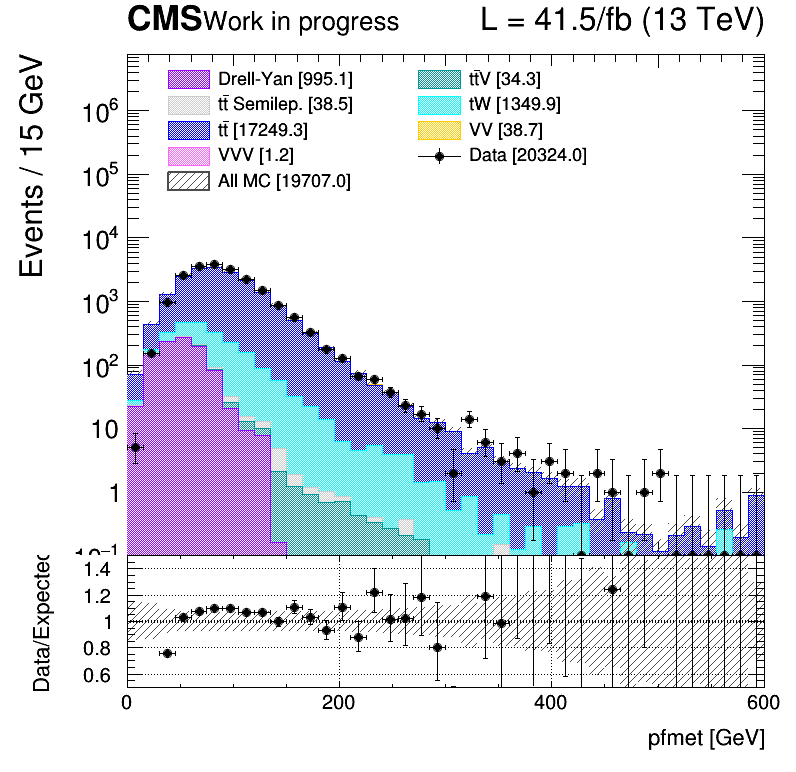 CMS Work in progress L = 41.5/fb (13 TeV)
Events / 15 GeV
Drell-Yan [995.1] tt̄V [34.3]
tt̄ Semilep. [38.5] tW [1349.9]
tt̄ [17249.3] VV [38.7]
VVV [1.2] Data [20324.0]
All MC [19707.0]
10⁶
10⁵
10⁴
10³
10²
10
1
10⁻¹
Data/Expected
1.4
1.2
1
0.8
0.6
0 200 400 600
pfmet [GeV]